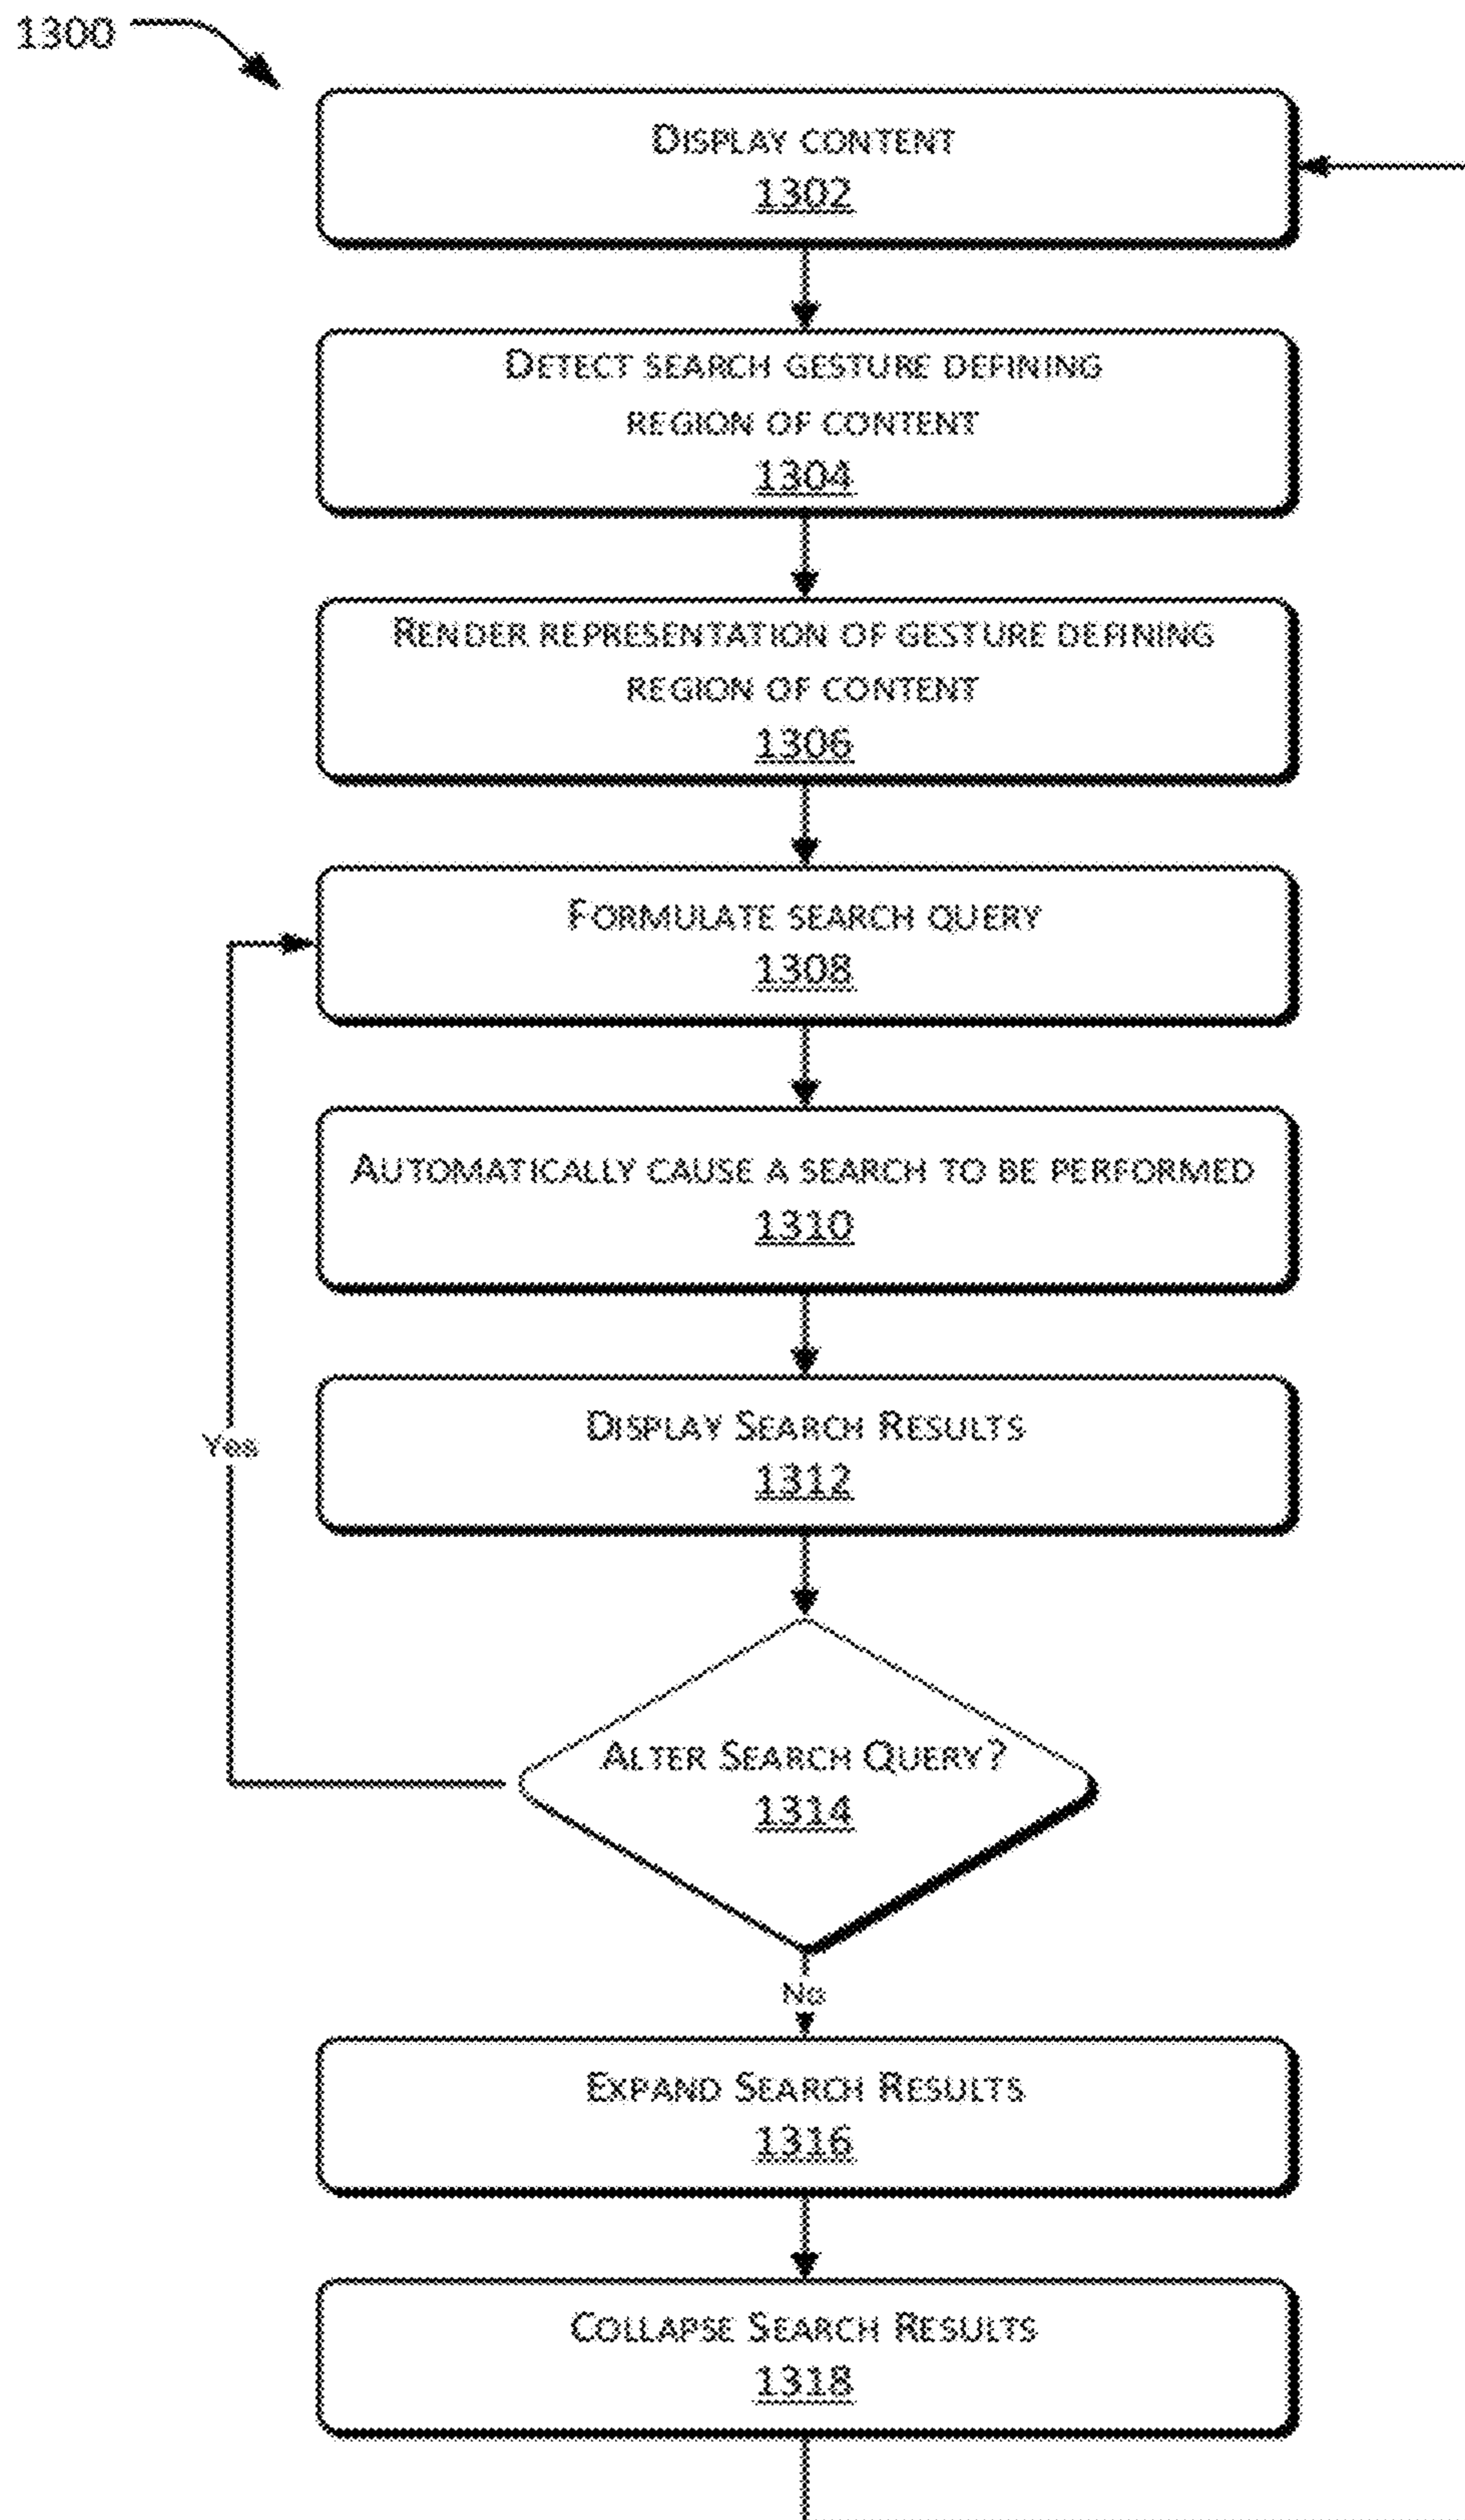 1300
DISPLAY CONTENT
1302
DETECT SEARCH GESTURE DEFINING
REGION OF CONTENT
1304
RENDER REPRESENTATION OF GESTURE DEFINING
REGION OF CONTENT
1306
FORMULATE SEARCH QUERY
1308
AUTOMATICALLY CAUSE A SEARCH TO BE PERFORMED
1310
DISPLAY SEARCH RESULTS
1312
Yes
ALTER SEARCH QUERY?
1314
No
EXPAND SEARCH RESULTS
1316
COLLAPSE SEARCH RESULTS
1318